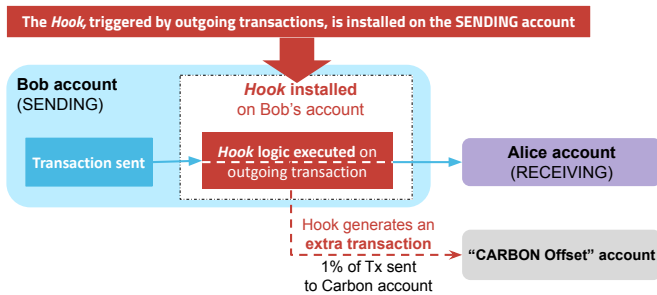 The Hook, triggered by outgoing transactions, is installed on the SENDING account
Bob account
(SENDING)
Hook installed
on Bob's account
Transaction sent
Hook logic executed on
outgoing transaction
Alice account
(RECEIVING)
Hook generates an
extra transaction
1% of Tx sent
to Carbon account
“CARBON Offset” account